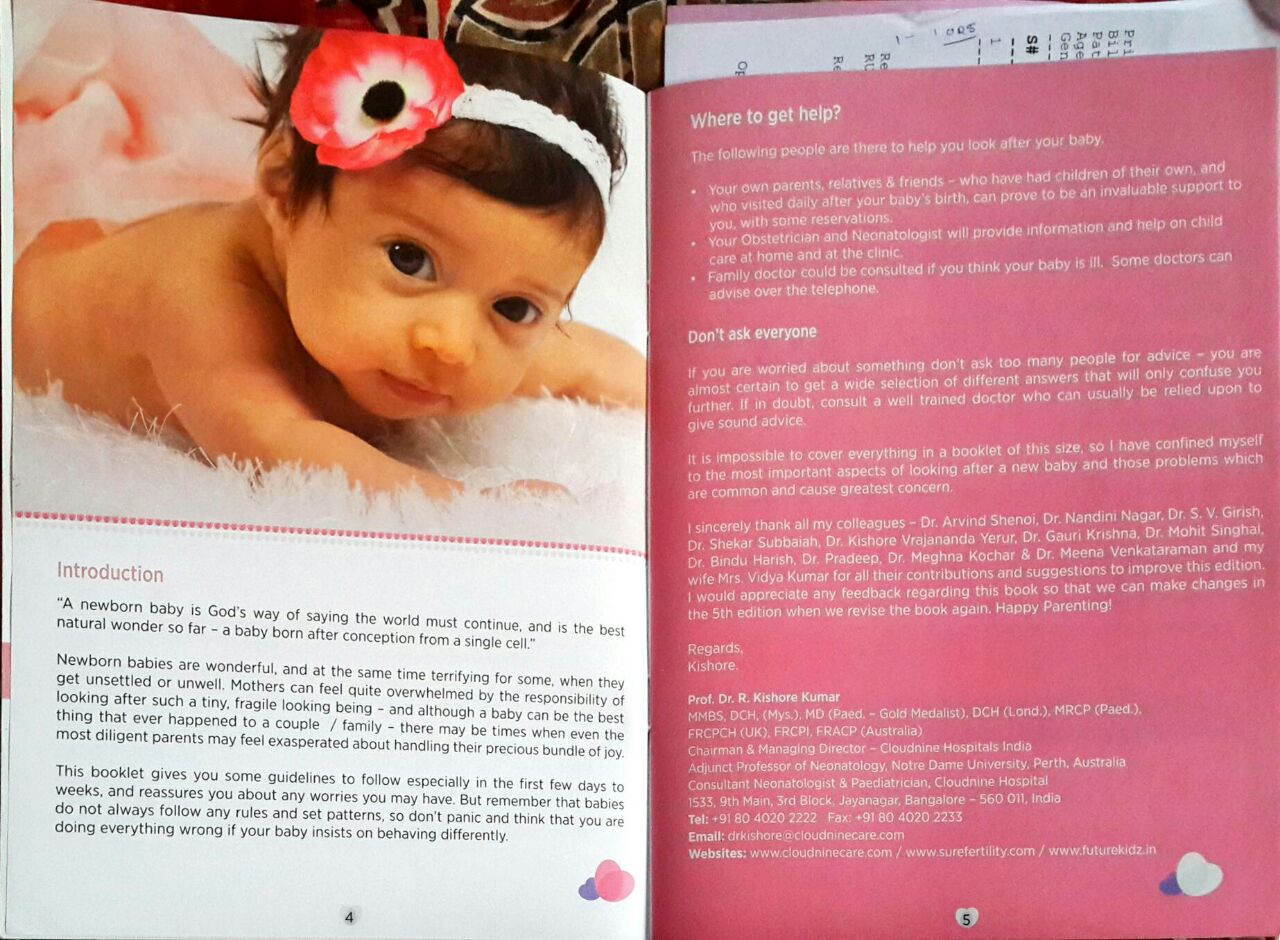 Introduction
"A newborn baby is God's way of saying the world must continue, and is the best
natural wonder so far – a baby born after conception from a single cell."
Newborn babies are wonderful, and at the same time terrifying for some, when they
get unsettled or unwell. Mothers can feel quite overwhelmed by the responsibility of
looking after such a tiny, fragile looking being – and although a baby can be the best
thing that ever happened to a couple / family – there may be times when even the
most diligent parents may feel exasperated about handling their precious bundle of joy.
This booklet gives you some guidelines to follow especially in the first few days to
weeks, and reassures you about any worries you may have. But remember that babies
do not always follow any rules and set patterns, so don't panic and think that you are
doing everything wrong if your baby insists on behaving differently.
4
Pri
Bil
Pat
Age
Gen
S#
1
Re
RU
Re
Op
Where to get help?
The following people are there to help you look after your baby.
• Your own parents, relatives & friends – who have had children of their own, and
who visited daily after your baby's birth, can prove to be an invaluable support to
you, with some reservations.
• Your Obstetrician and Neonatologist will provide information and help on child
care at home and at the clinic.
• Family doctor could be consulted if you think your baby is ill. Some doctors can
advise over the telephone.
Don't ask everyone
If you are worried about something don't ask too many people for advice – you are
almost certain to get a wide selection of different answers that will only confuse you
further. If in doubt, consult a well trained doctor who can usually be relied upon to
give sound advice.
It is impossible to cover everything in a booklet of this size, so I have confined myself
to the most important aspects of looking after a new baby and those problems which
are common and cause greatest concern.
I sincerely thank all my colleagues – Dr. Arvind Shenoi, Dr. Nandini Nagar, Dr. S. V. Girish,
Dr. Shekar Subbaiah, Dr. Kishore Vrajananda Yerur, Dr. Gauri Krishna, Dr. Mohit Singhal,
Dr. Bindu Harish, Dr. Pradeep, Dr. Meghna Kochar & Dr. Meena Venkataraman and my
wife Mrs. Vidya Kumar for all their contributions and suggestions to improve this edition.
I would appreciate any feedback regarding this book so that we can make changes in
the 5th edition when we revise the book again. Happy Parenting!
Regards,
Kishore.
Prof. Dr. R. Kishore Kumar
MMBS, DCH, (Mys.), MD (Paed. – Gold Medalist), DCH (Lond.), MRCP (Paed.),
FRCPCH (UK), FRCPI, FRACP (Australia)
Chairman & Managing Director – Cloudnine Hospitals India
Adjunct Professor of Neonatology, Notre Dame University, Perth, Australia
Consultant Neonatologist & Paediatrician, Cloudnine Hospital
1533, 9th Main, 3rd Block, Jayanagar, Bangalore – 560 011, India
Tel: +91 80 4020 2222 Fax: +91 80 4020 2233
Email: drkishore@cloudninecare.com
Websites: www.cloudninecare.com / www.surefertility.com / www.futurekidz.in
5